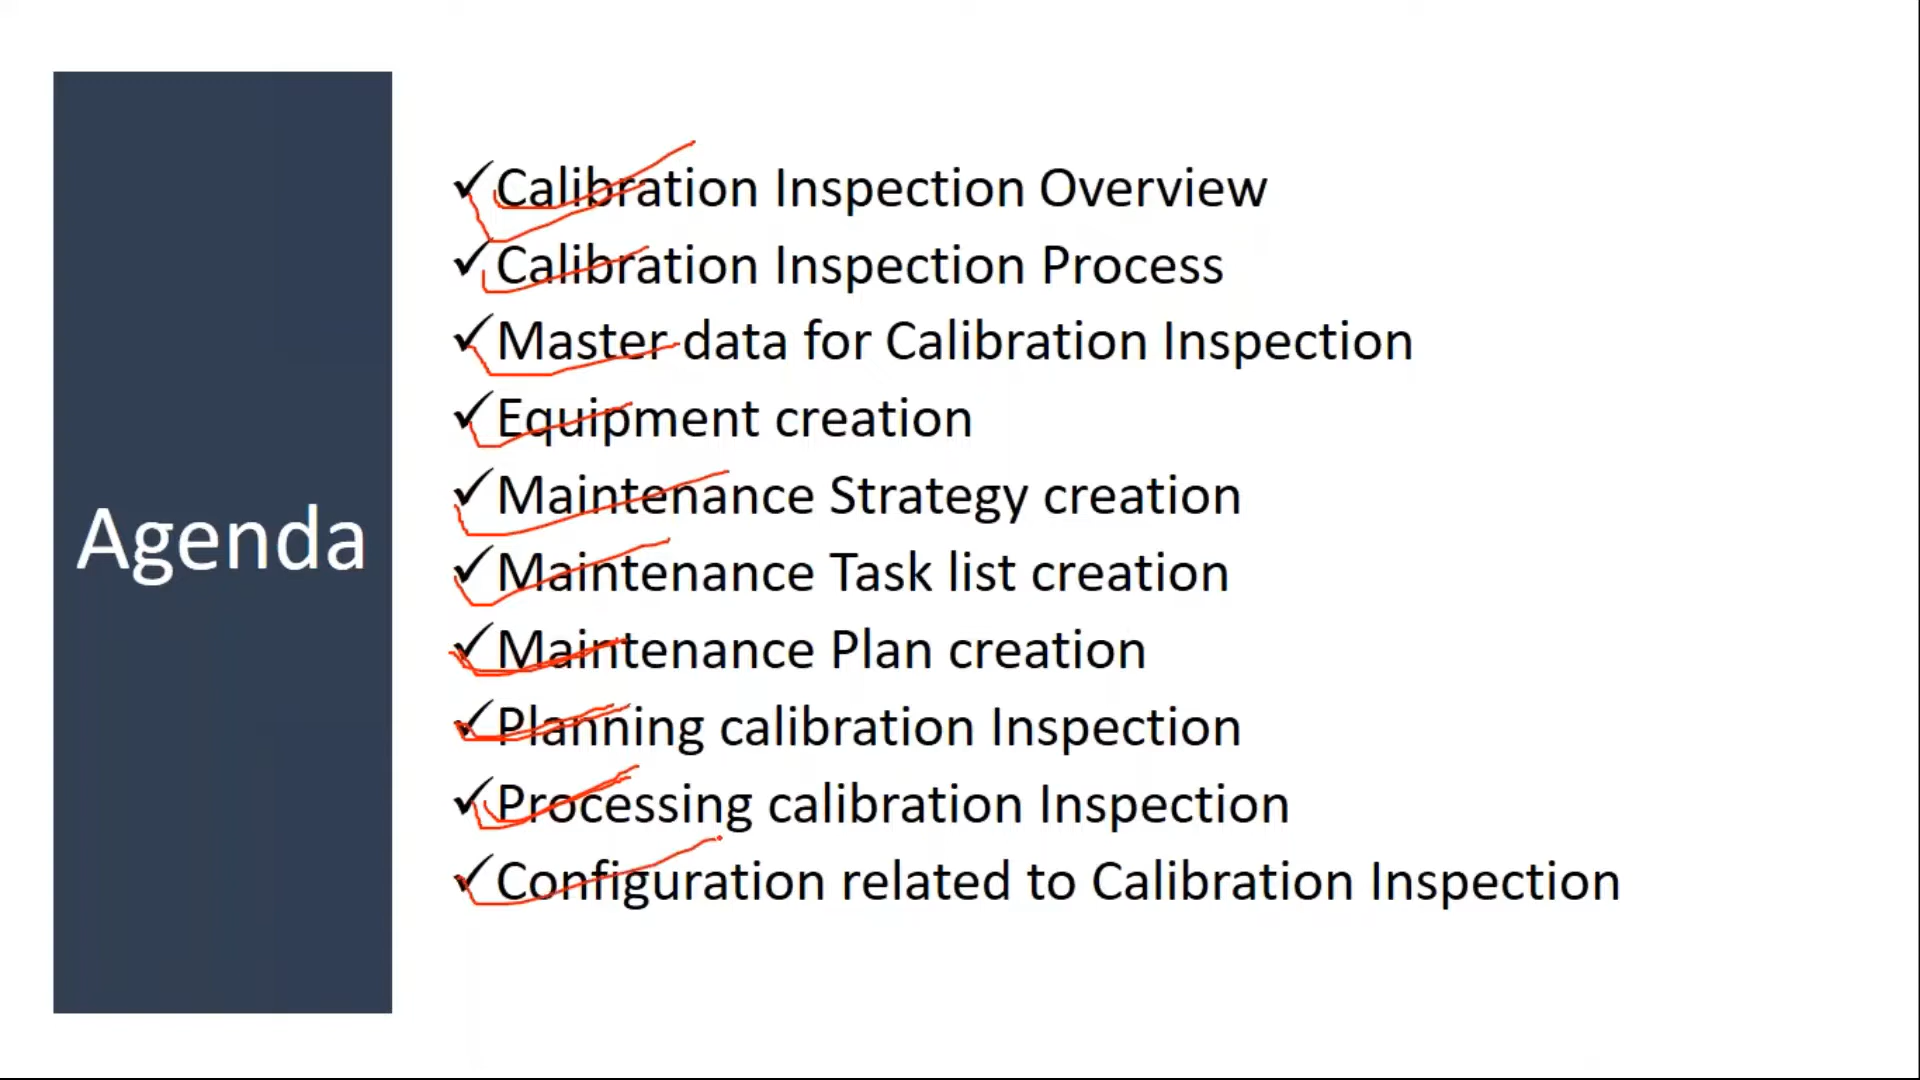 Agenda
Calibration Inspection Overview
Calibration Inspection Process
Master data for Calibration Inspection
Equipment creation
Maintenance Strategy creation
Maintenance Task list creation
Maintenance Plan creation
Planning calibration Inspection
Processing calibration Inspection
Configuration related to Calibration Inspection